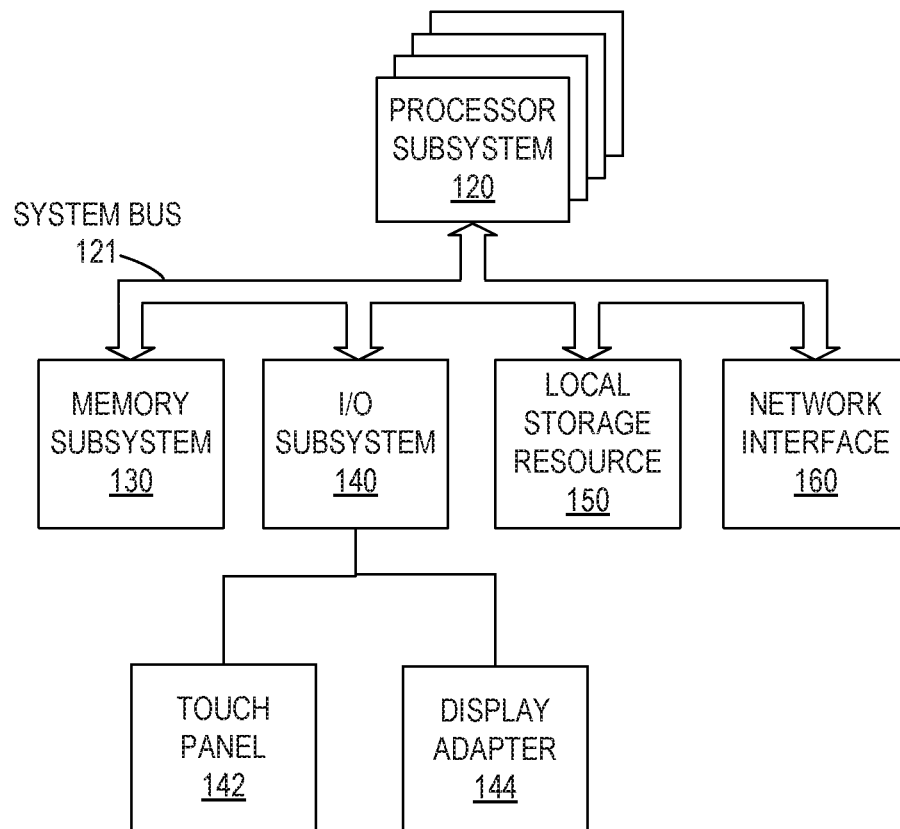 PROCESSOR
SUBSYSTEM
120
SYSTEM BUS
121
MEMORY
SUBSYSTEM
130
I/O
SUBSYSTEM
140
LOCAL
STORAGE
RESOURCE
150
NETWORK
INTERFACE
160
TOUCH
PANEL
142
DISPLAY
ADAPTER
144